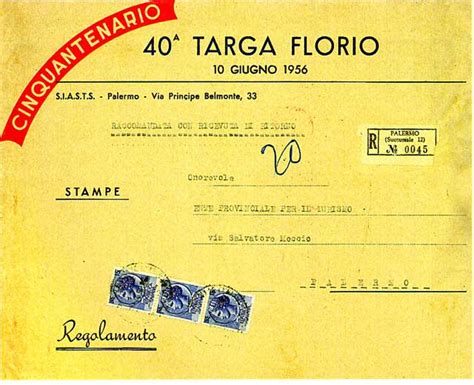 CINQUANTENARIO
40ª TARGA FLORIO
10 GIUGNO 1956
S.I.A.S.T.S. - Palermo - Via Principe Belmonte, 33
RACCOMANDATA CON RICEVUTA DI RITORNO
R
PALERMO
(Succursale 12)
№ 0045
Onorevole
STAMPE
ENTE PROVINCIALE PER IL TURISMO
via Salvatore Meccio
PALERMO
Regolamento